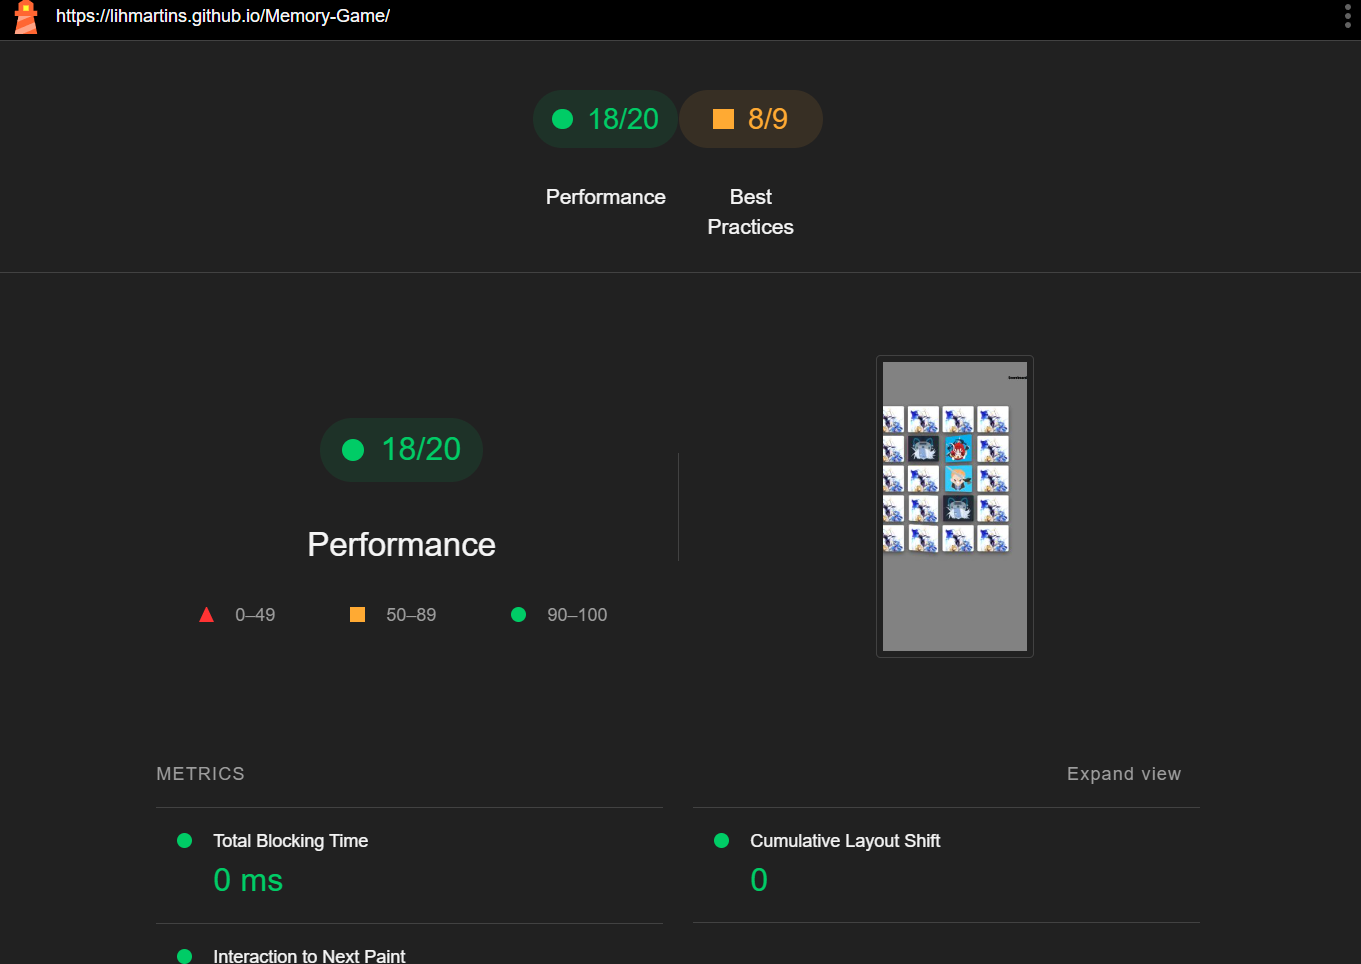 https://lihmartins.github.io/Memory-Game/
18/20
8/9
Performance
Best
Practices
18/20
Performance
0–49
50–89
90–100
METRICS
Expand view
Total Blocking Time
0 ms
Cumulative Layout Shift
0
Interaction to Next Paint